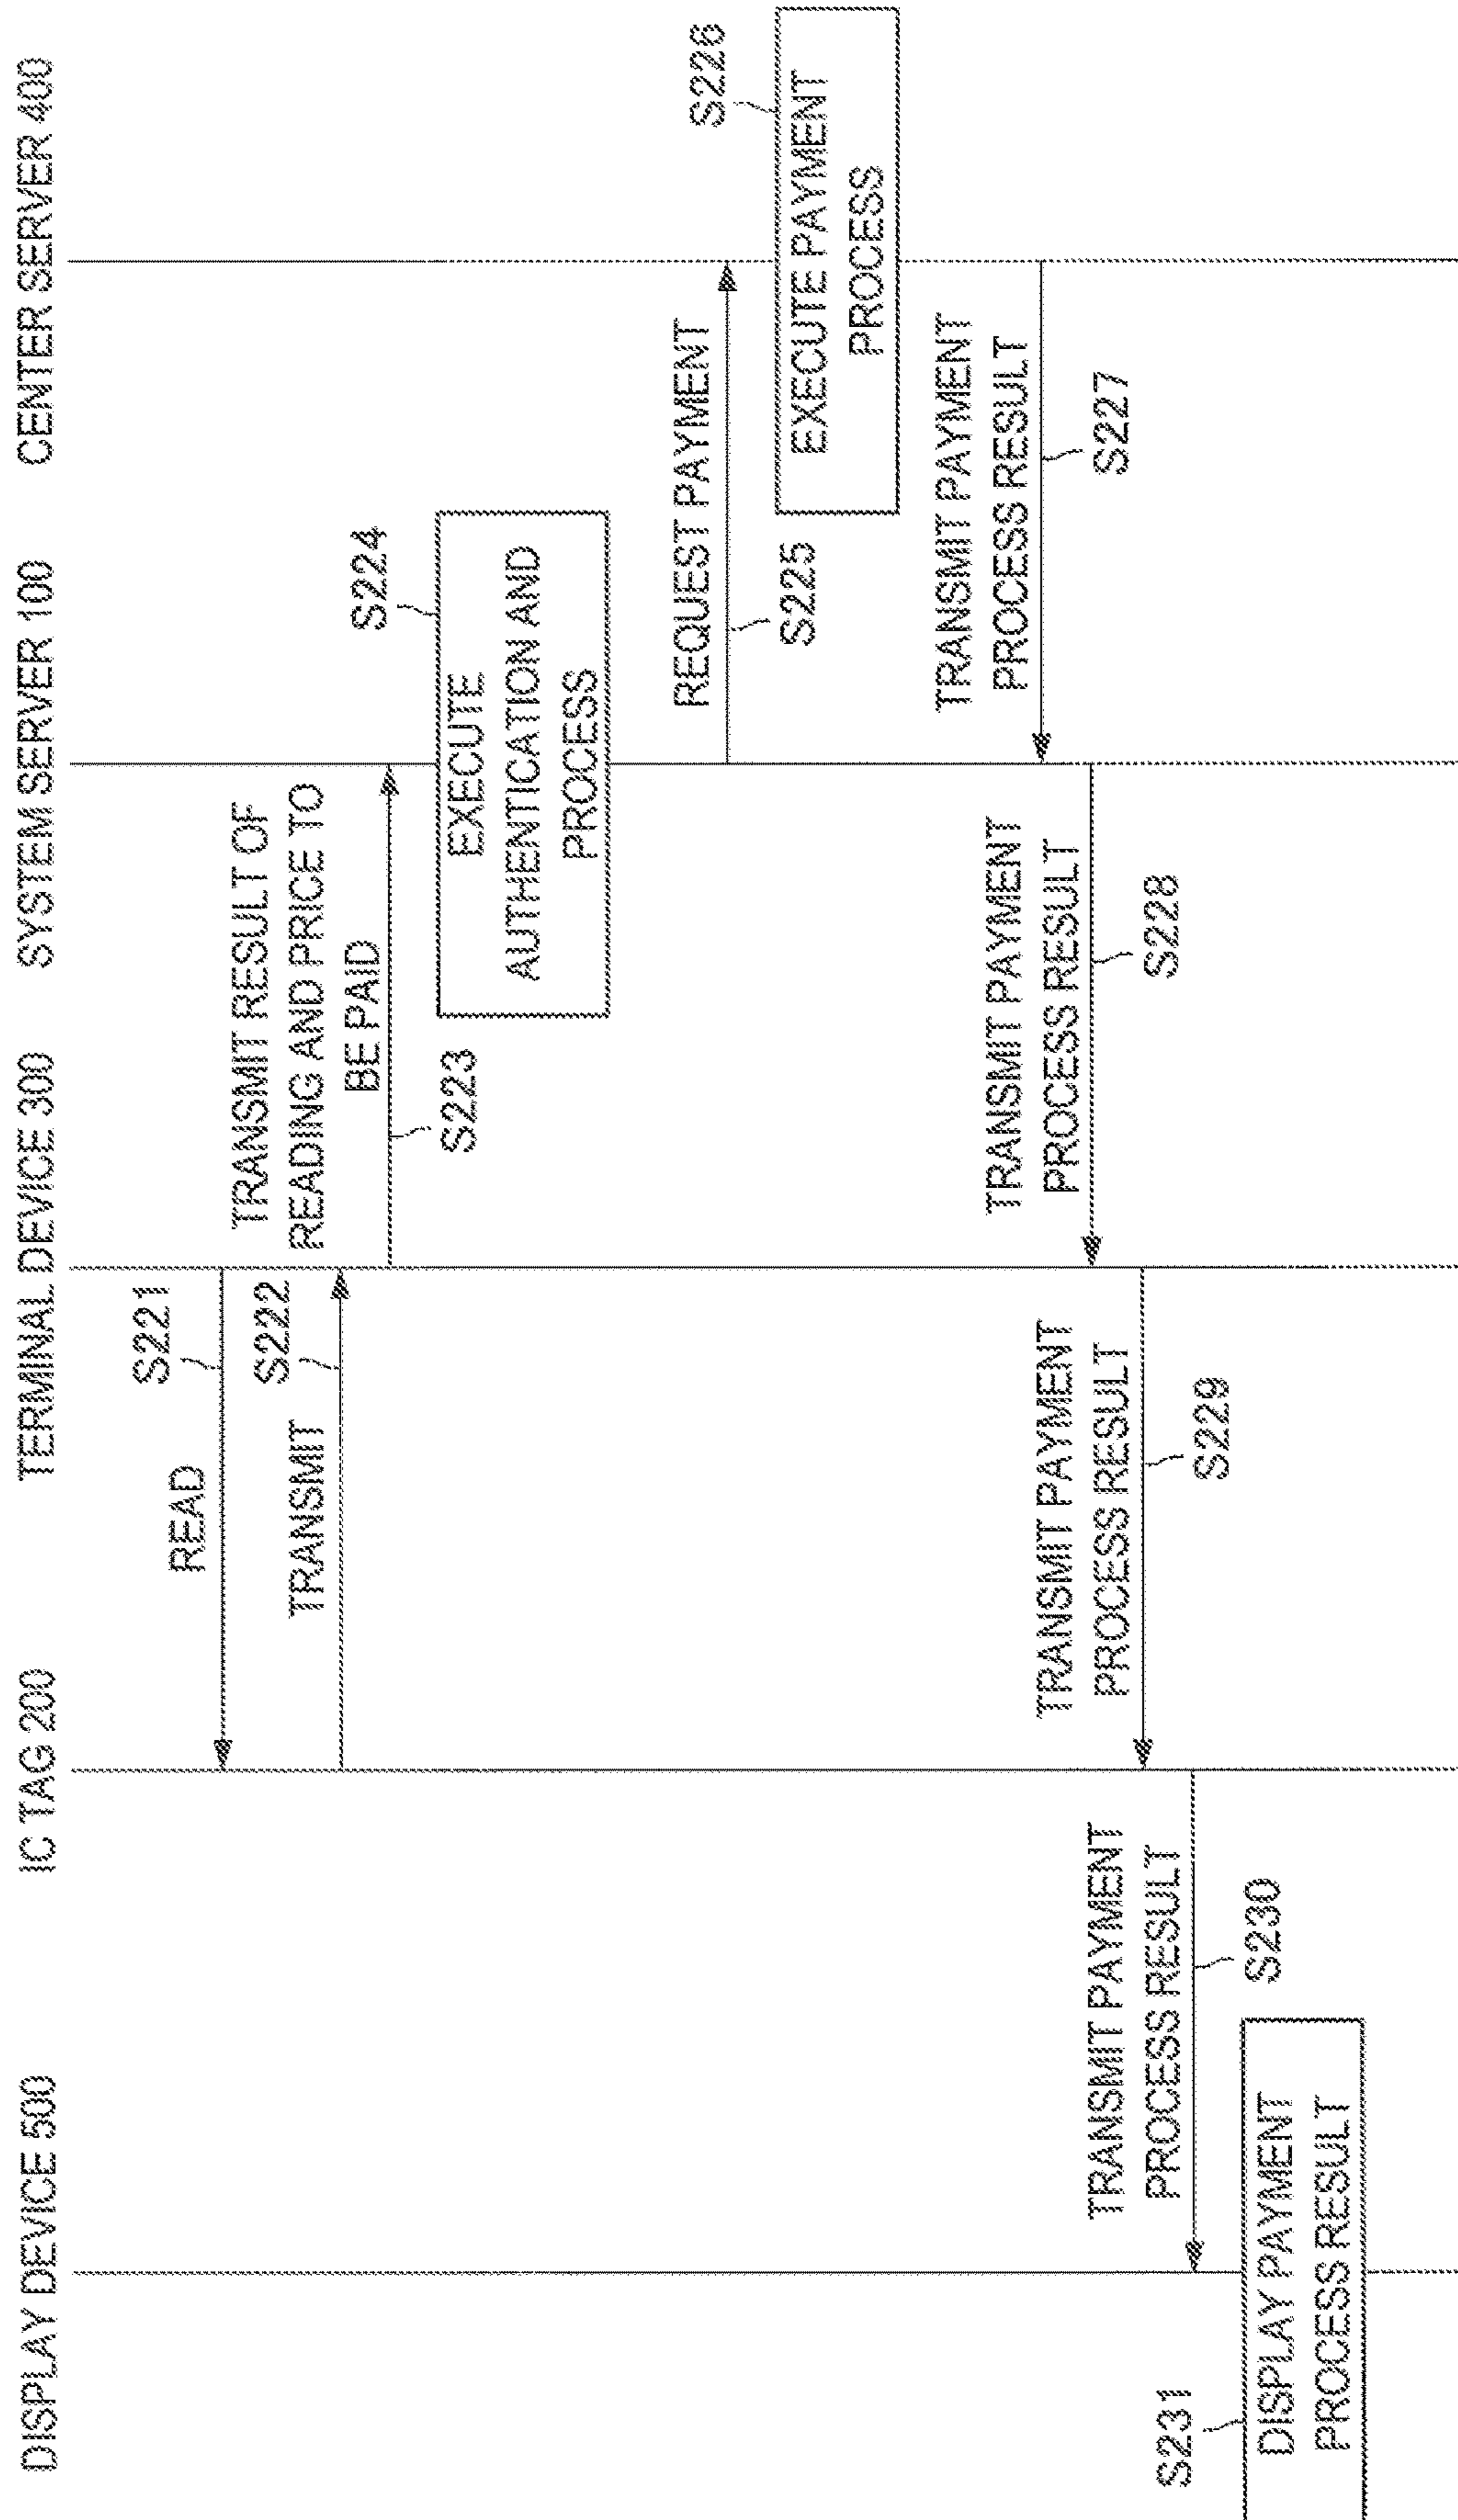 DISPLAY DEVICE 500
IC TAG 200
TERMINAL DEVICE 300
SYSTEM SERVER 100
CENTER SERVER 400
S221
READ
S222
TRANSMIT
TRANSMIT RESULT OF
READING AND PRICE TO
BE PAID
S223
S224
EXECUTE
AUTHENTICATION AND
PROCESS
REQUEST PAYMENT
S225
S226
EXECUTE PAYMENT
PROCESS
TRANSMIT PAYMENT
PROCESS RESULT
S227
TRANSMIT PAYMENT
PROCESS RESULT
S228
TRANSMIT PAYMENT
PROCESS RESULT
S229
TRANSMIT PAYMENT
PROCESS RESULT
S230
S231
DISPLAY PAYMENT
PROCESS RESULT